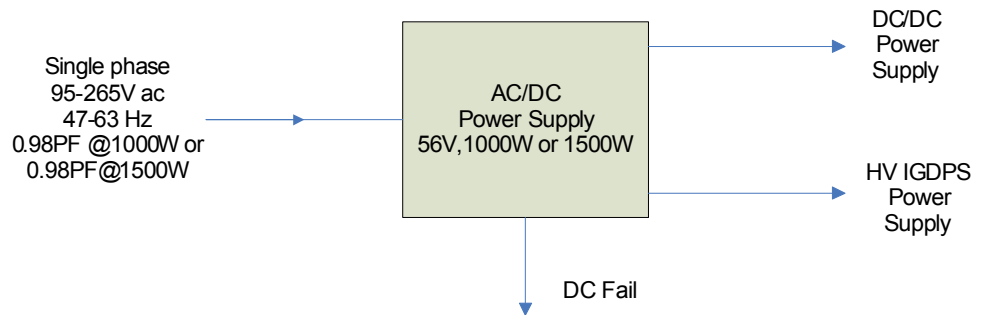 Single phase
95-265V ac
47-63 Hz
0.98PF @1000W or
0.98PF@1500W
AC/DC
Power Supply
56V,1000W or 1500W
DC/DC
Power
Supply
HV IGDPS
Power
Supply
DC Fail